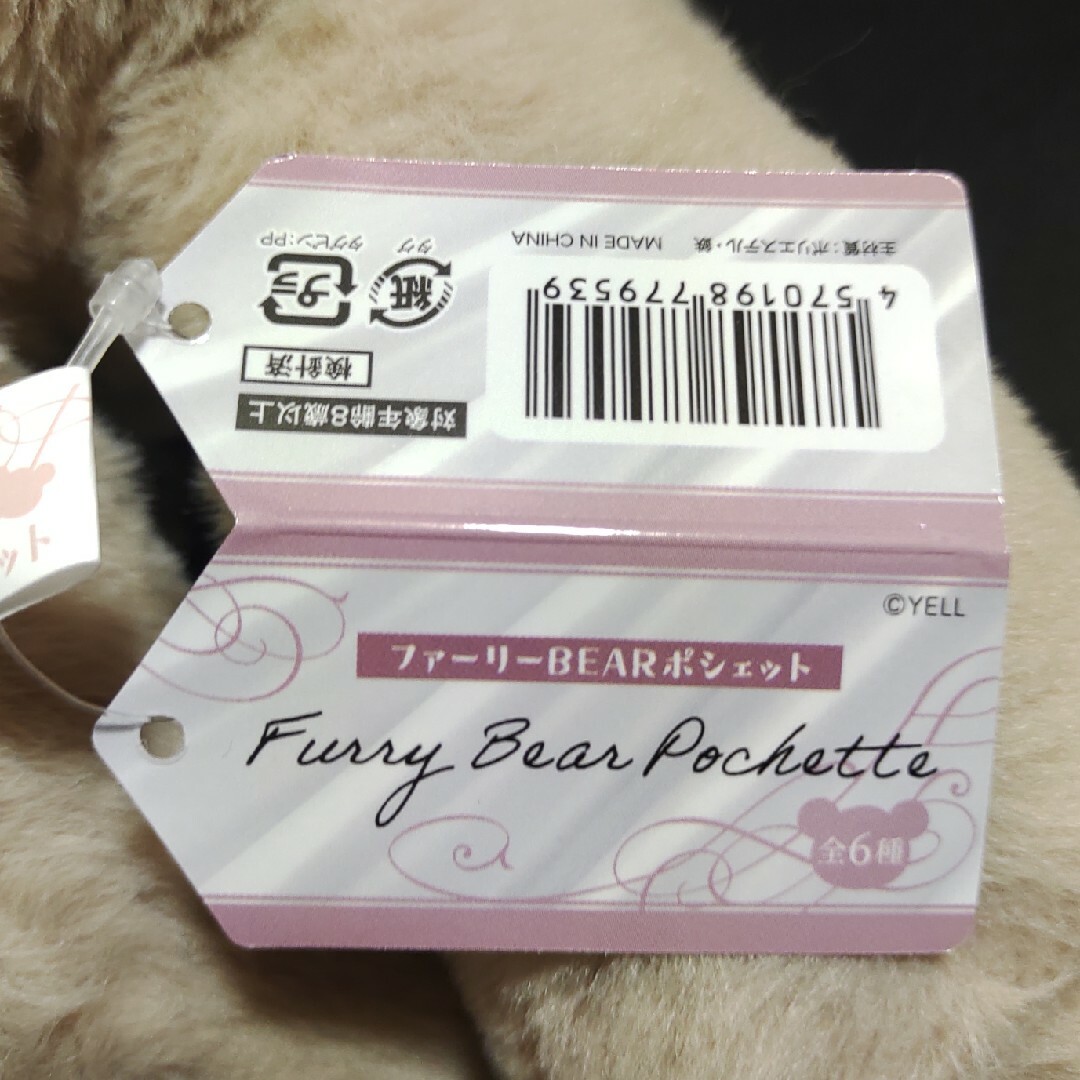 ©YELL
ファーリーBEARポシェット
Furry Bear Pochette
全6種
対象年齢8歳以上
検針済
紙
プラ
タグ
タグピン:PP
4 570198 779539
主材質:ポリエステル・鉄 MADE IN CHINA
ット